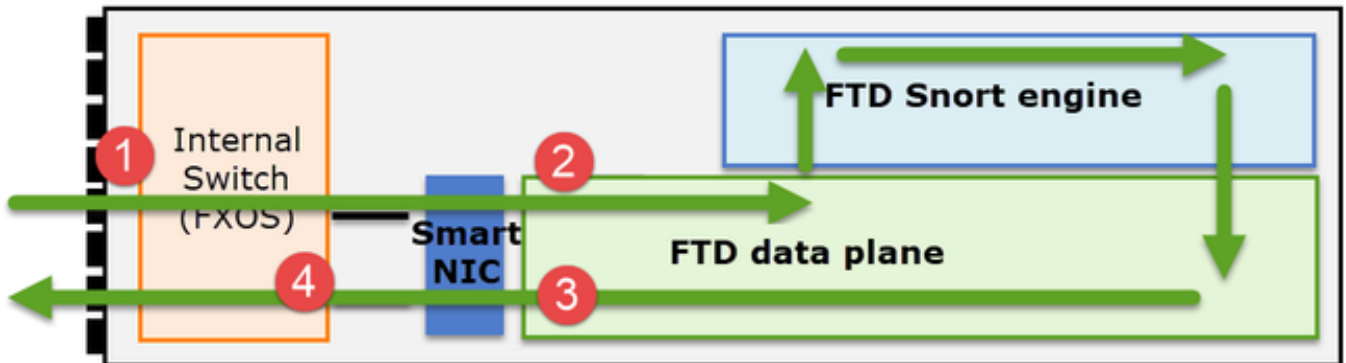 1
Internal
Switch
(FXOS)
2
FTD Snort engine
Smart
NIC
FTD data plane
4
3